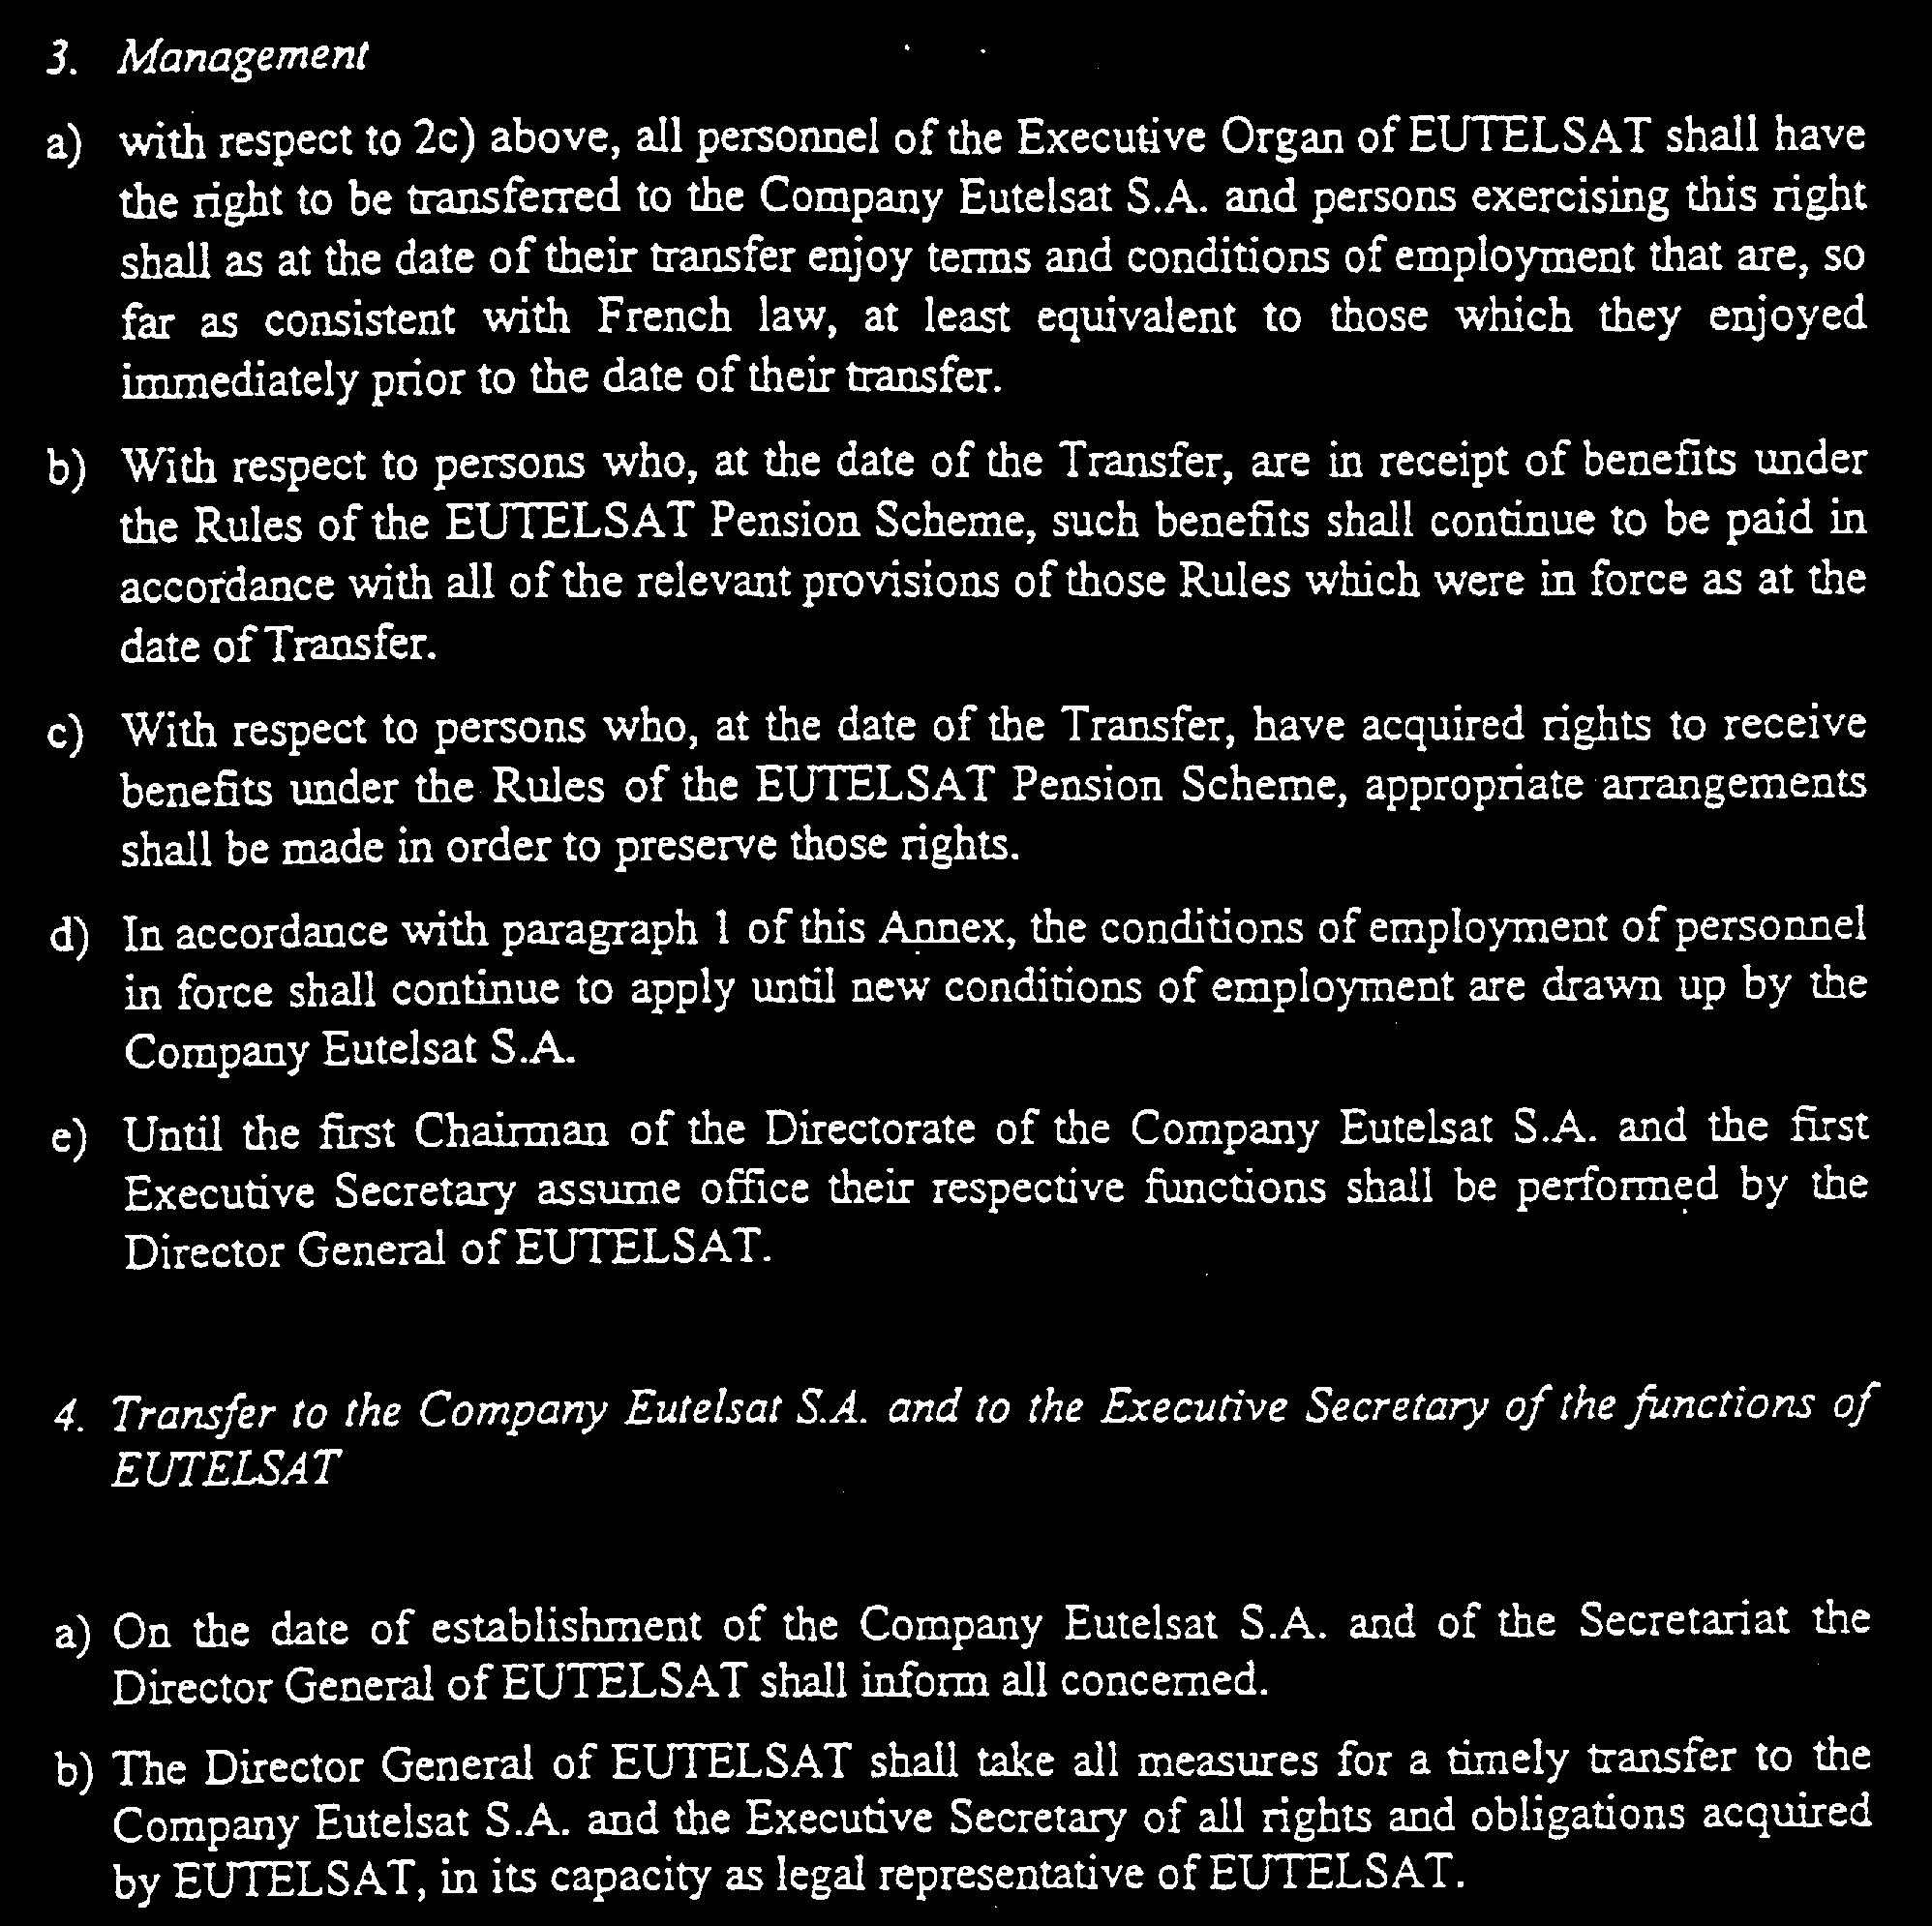 3. Management
a) with respect to 2c) above, all personnel of the Executive Organ of EUTELSAT shall have
the right to be transferred to the Company Eutelsat S.A. and persons exercising this right
shall as at the date of their transfer enjoy terms and conditions of employment that are, so
far as consistent with French law, at least equivalent to those which they enjoyed
immediately prior to the date of their transfer.
b) With respect to persons who, at the date of the Transfer, are in receipt of benefits under
the Rules of the EUTELSAT Pension Scheme, such benefits shall continue to be paid in
accordance with all of the relevant provisions of those Rules which were in force as at the
date of Transfer.
c) With respect to persons who, at the date of the Transfer, have acquired rights to receive
benefits under the Rules of the EUTELSAT Pension Scheme, appropriate arrangements
shall be made in order to preserve those rights.
d) In accordance with paragraph 1 of this Annex, the conditions of employment of personnel
in force shall continue to apply until new conditions of employment are drawn up by the
Company Eutelsat S.A.
e) Until the first Chairman of the Directorate of the Company Eutelsat S.A. and the first
Executive Secretary assume office their respective functions shall be performed by the
Director General of EUTELSAT.
4. Transfer to the Company Eutelsat S.A. and to the Executive Secretary of the functions of
EUTELSAT
a) On the date of establishment of the Company Eutelsat S.A. and of the Secretariat the
Director General of EUTELSAT shall inform all concerned.
b) The Director General of EUTELSAT shall take all measures for a timely transfer to the
Company Eutelsat S.A. and the Executive Secretary of all rights and obligations acquired
by EUTELSAT, in its capacity as legal representative of EUTELSAT.